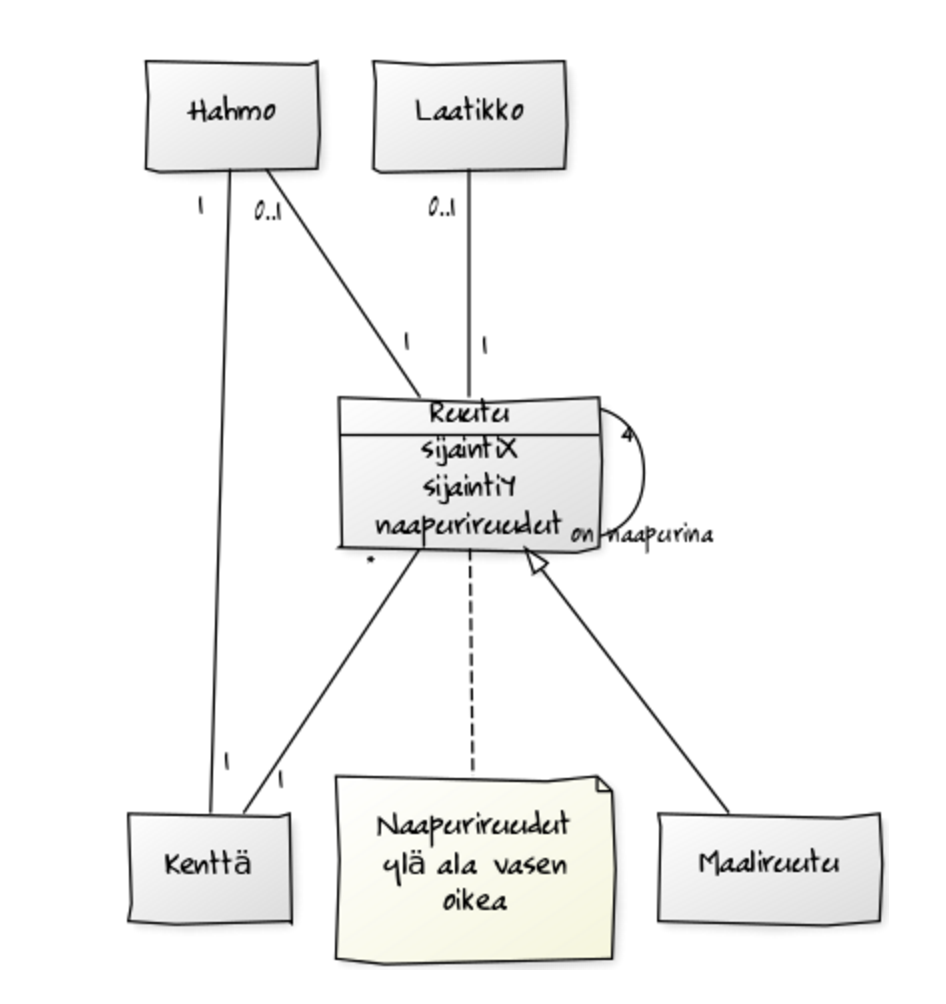 Hahmo
Laatikko
1
0..1
0..1
1
1
Ruutu
4
sijaintiX
sijaintiY
naapuriruudut
on naapurina
*
1
1
Naapuriruudut
ylä ala vasen
oikea
Kenttä
Maaliruutu